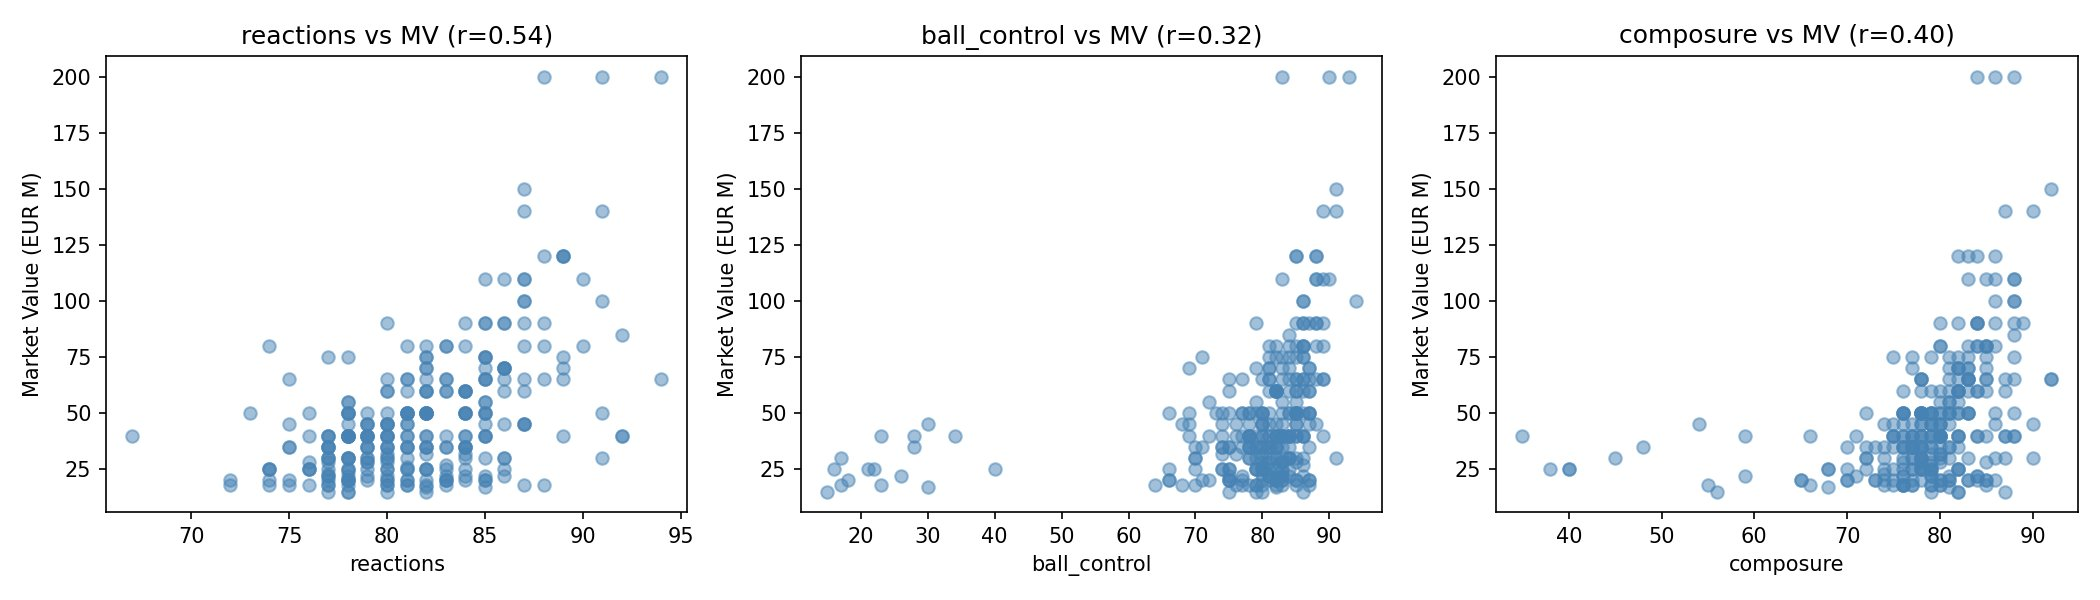 reactions vs MV (r=0.54)
Market Value (EUR M)
200
175
150
125
100
75
50
25
70 75 80 85 90 95
reactions
ball_control vs MV (r=0.32)
Market Value (EUR M)
200
175
150
125
100
75
50
25
20 30 40 50 60 70 80 90
ball_control
composure vs MV (r=0.40)
Market Value (EUR M)
200
175
150
125
100
75
50
25
40 50 60 70 80 90
composure